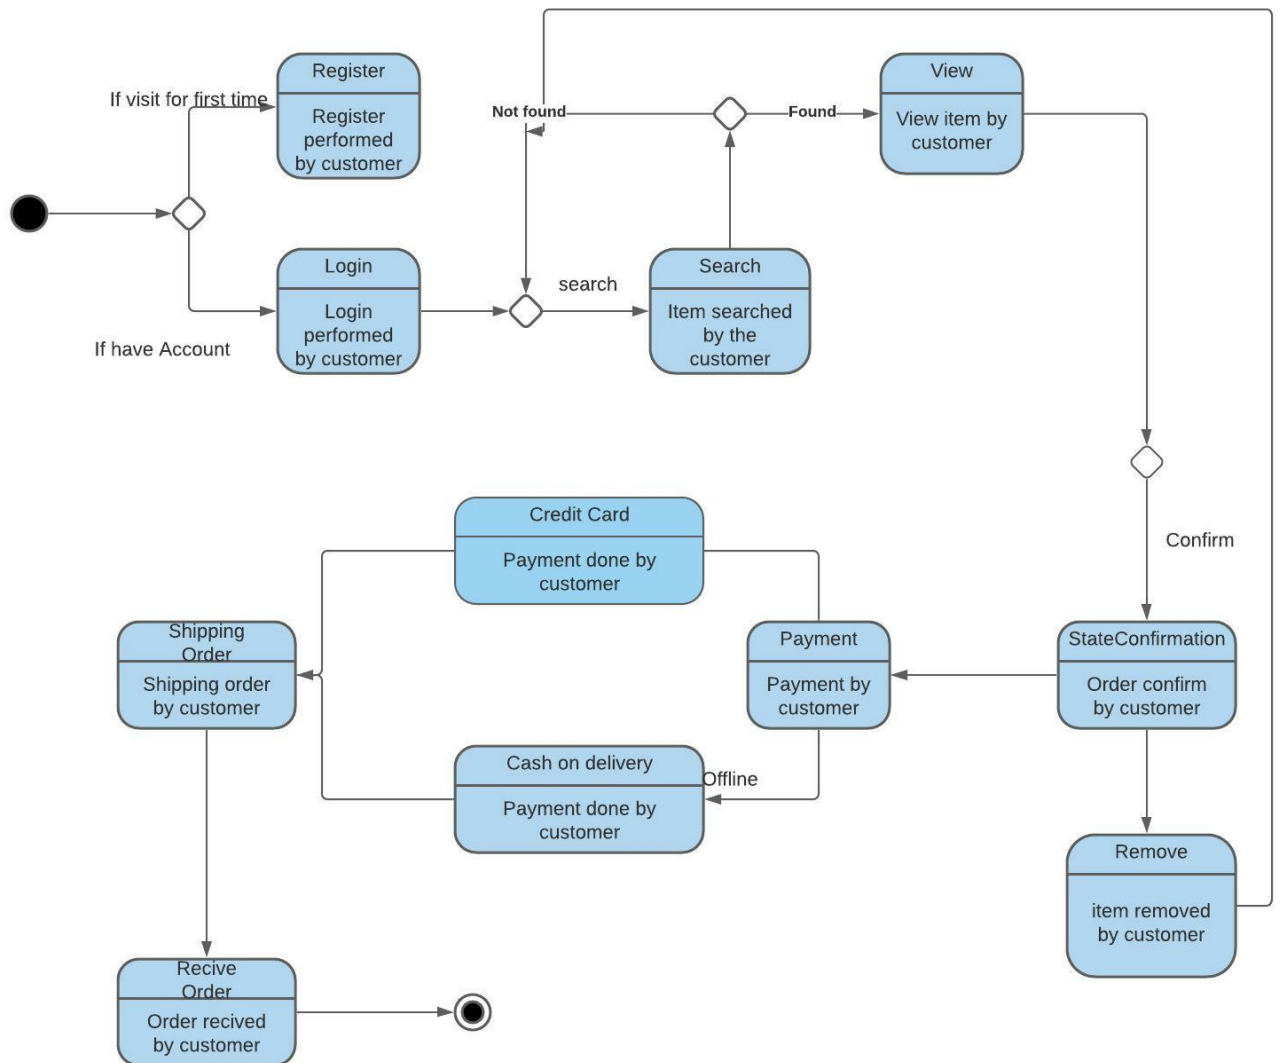 Register
If visit for first time
Register
performed
by customer
Not found
Found
View
View item by
customer
Login
Login
performed
by customer
If have Account
search
Search
Item searched
by the
customer
Confirm
Credit Card
Payment done by
customer
Shipping
Order
Shipping order
by customer
Payment
Payment by
customer
StateConfirmation
Order confirm
by customer
Cash on delivery
Payment done by
customer
Offline
Remove
item removed
by customer
Recive
Order
Order recived
by customer